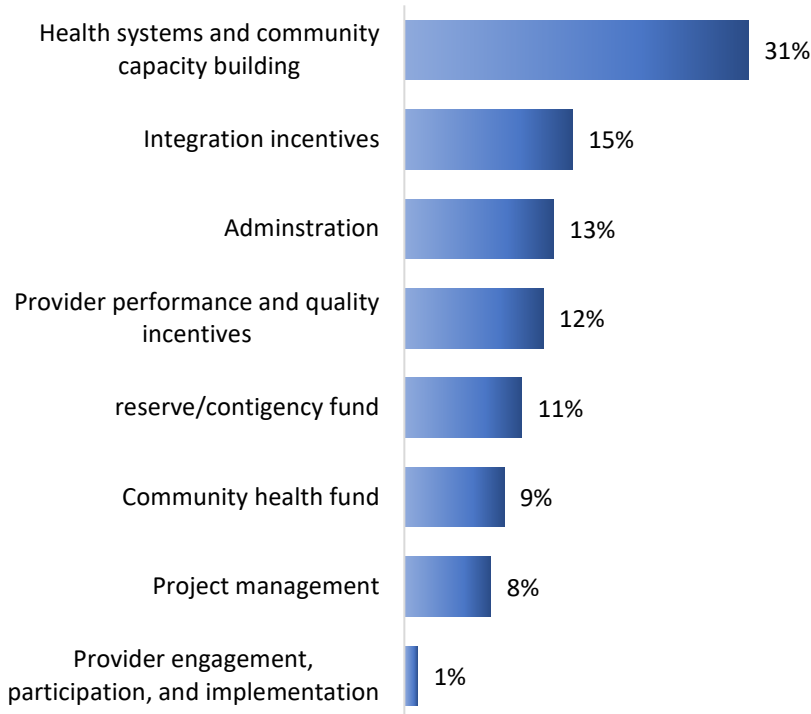 Health systems and community
capacity building
31%
Integration incentives
15%
Adminstration
13%
Provider performance and quality
incentives
12%
reserve/contigency fund
11%
Community health fund
9%
Project management
8%
Provider engagement,
participation, and implementation
1%